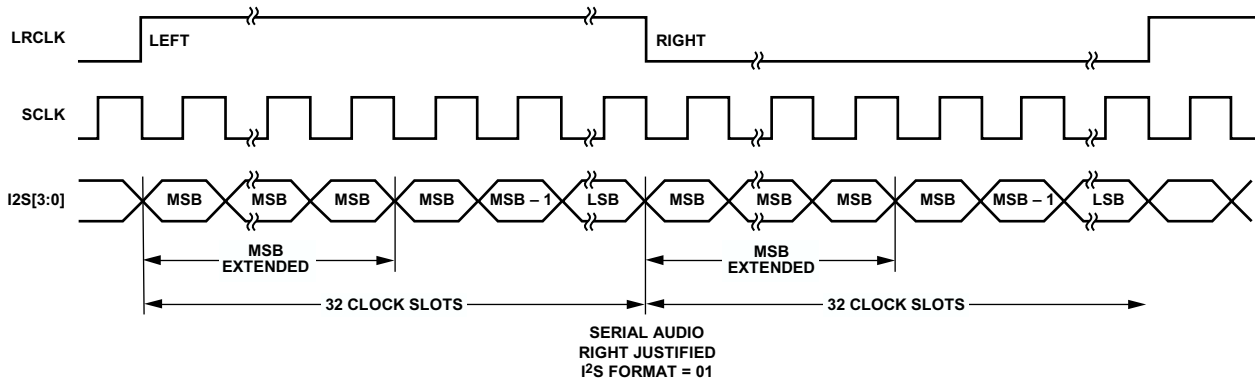 LRCLK
LEFT
RIGHT
SCLK
I2S[3:0]
MSB MSB MSB MSB MSB – 1 LSB MSB MSB MSB MSB MSB – 1 LSB
MSB
EXTENDED
MSB
EXTENDED
32 CLOCK SLOTS
32 CLOCK SLOTS
SERIAL AUDIO
RIGHT JUSTIFIED
I²S FORMAT = 01